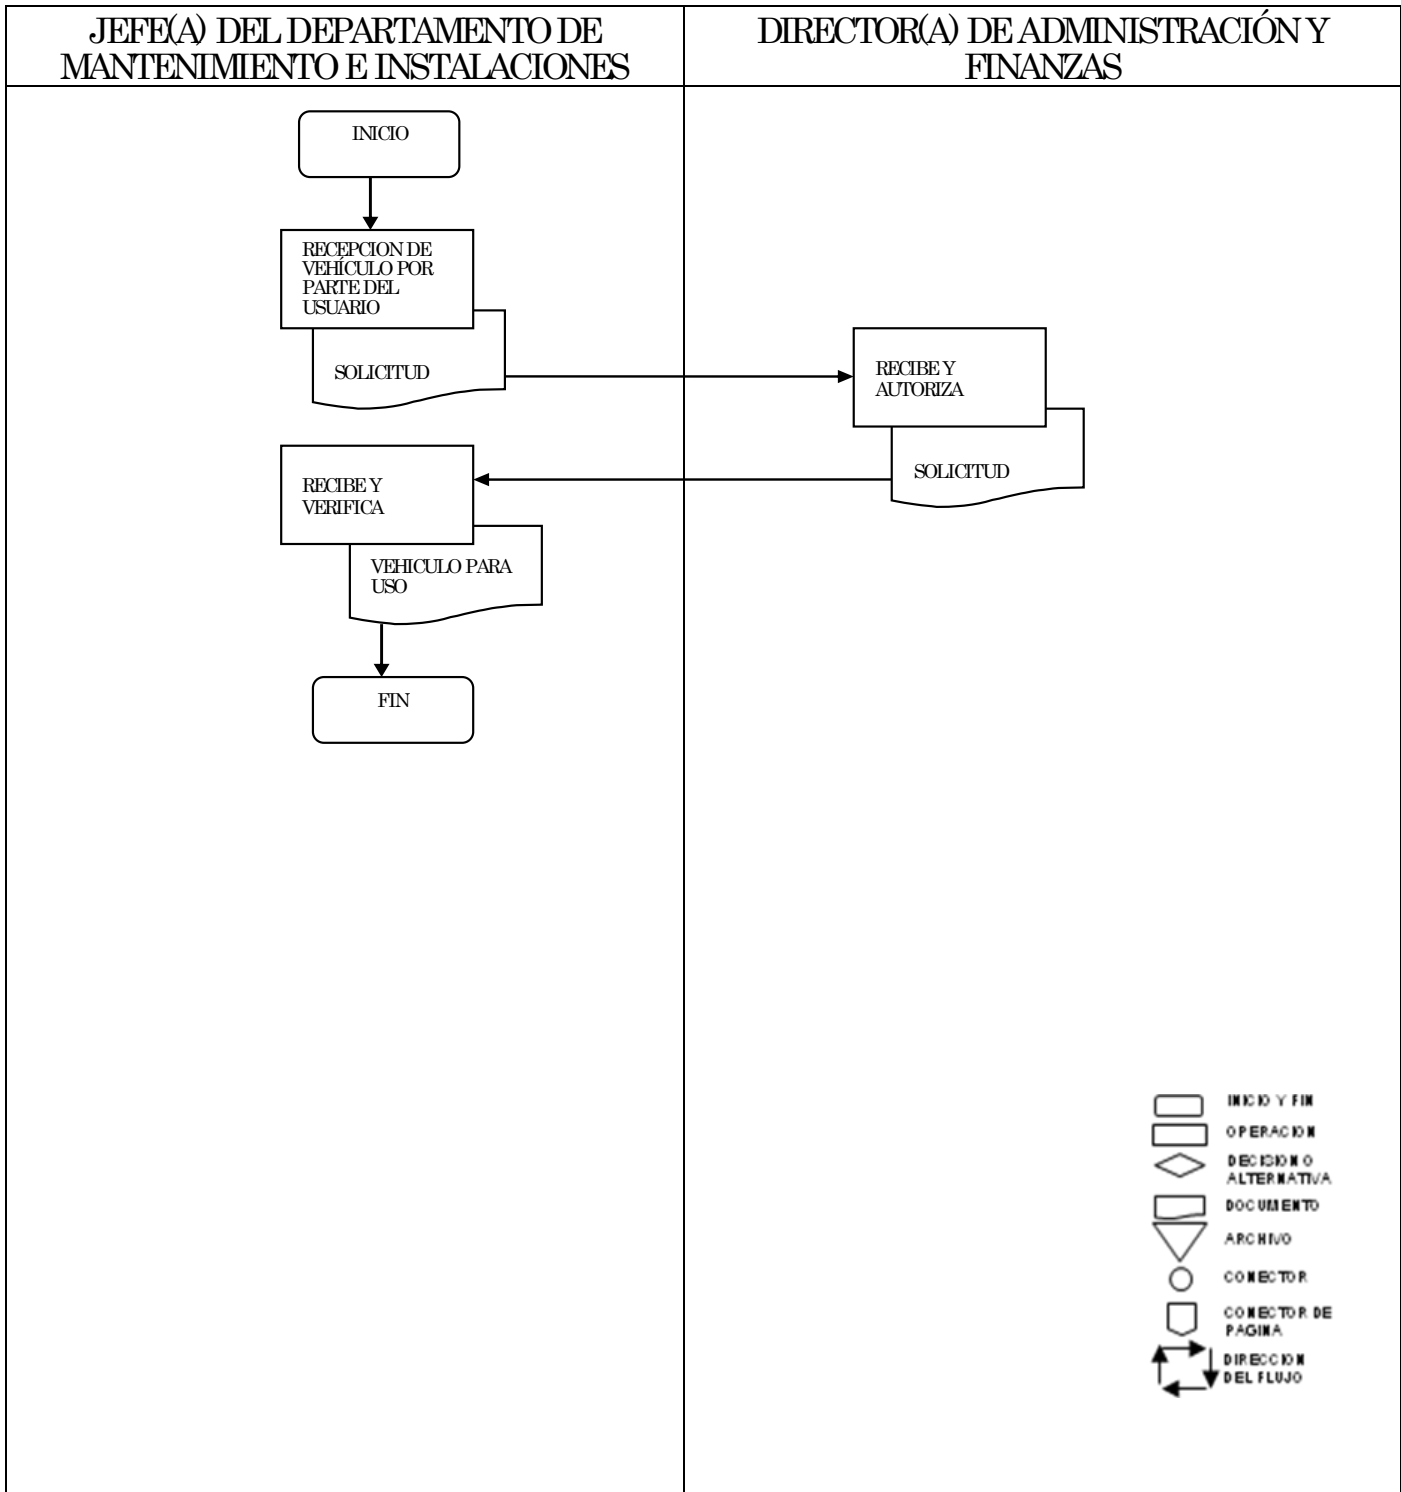 JEFE(A) DEL DEPARTAMENTO DE
MANTENIMIENTO E INSTALACIONES
DIRECTOR(A) DE ADMINISTRACIÓN Y
FINANZAS
INICIO
RECEPCION DE
VEHÍCULO POR
PARTE DEL
USUARIO
SOLICITUD
RECIBE Y
AUTORIZA
SOLICITUD
RECIBE Y
VERIFICA
VEHICULO PARA
USO
FIN
INICIO Y FIN
OPERACION
DECISION O
ALTERNATIVA
DOCUMENTO
ARCHIVO
CONECTOR
CONECTOR DE
PAGINA
DIRECCION
DEL FLUJO